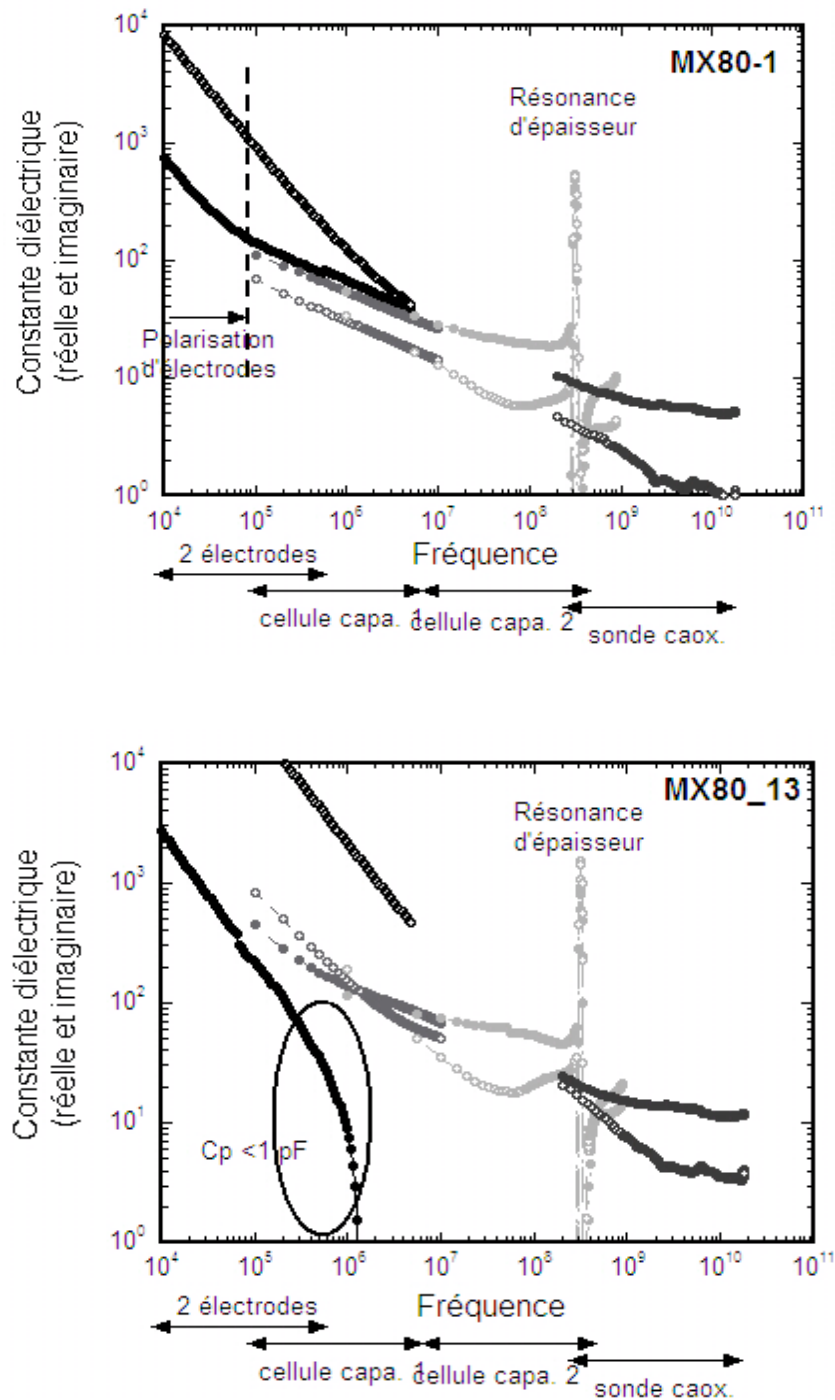 MX80-1
Résonance
d'épaisseur
Constante diélectrique
(réelle et imaginaire)
10^4
10^3
10^2
10^1
10^0
Polarisation
d'électrodes
10^4 10^5 10^6 10^7 10^8 10^9 10^10 10^11
2 électrodes
Fréquence
cellule capa. 1
cellule capa. 2
sonde caox.
MX80_13
Résonance
d'épaisseur
Constante diélectrique
(réelle et imaginaire)
10^4
10^3
10^2
10^1
10^0
Cp <1 pF
10^4 10^5 10^6 10^7 10^8 10^9 10^10 10^11
2 électrodes
Fréquence
cellule capa. 1
cellule capa. 2
sonde caox.